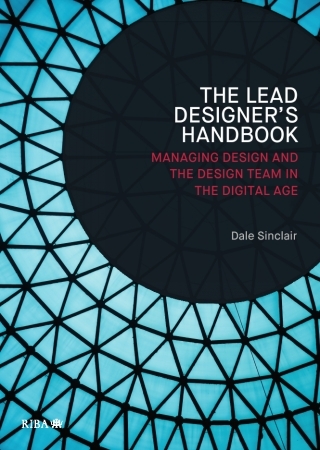 THE LEAD
DESIGNER'S
HANDBOOK
MANAGING DESIGN AND
THE DESIGN TEAM IN
THE DIGITAL AGE
Dale Sinclair
RIBA